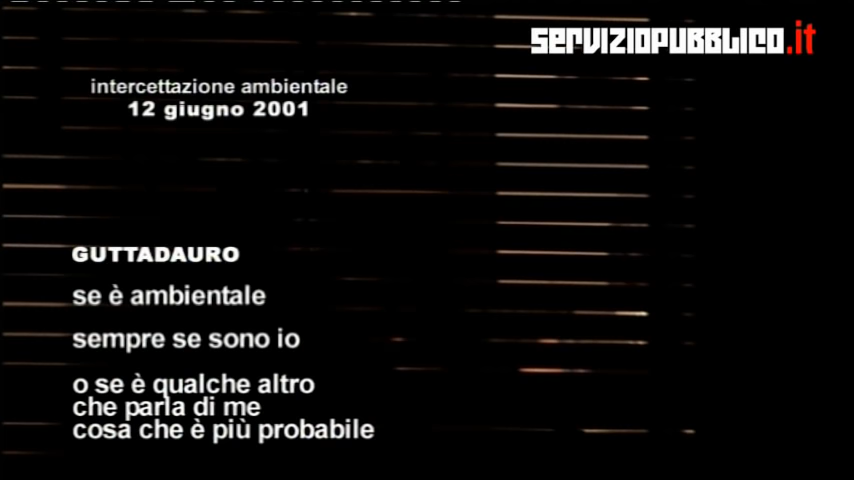 SERVIZIOPUBBLICO.it
intercettazione ambientale
12 giugno 2001
GUTTADAURO
se è ambientale
sempre se sono io
o se è qualche altro
che parla di me
cosa che è più probabile